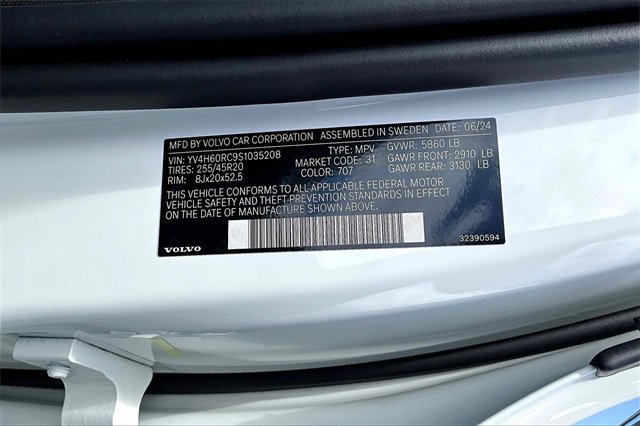 MFD BY VOLVO CAR CORPORATION ASSEMBLED IN SWEDEN DATE: 06/24
VIN: YV4H60RC9S1035208 TYPE: MPV GVWR: 5860 LB
TIRES: 255/45R20 MARKET CODE: 31 GAWR FRONT: 2910 LB
RIM: 8Jx20x52.5 COLOR: 707 GAWR REAR: 3130 LB
THIS VEHICLE CONFORMS TO ALL APPLICABLE FEDERAL MOTOR
VEHICLE SAFETY AND THEFT PREVENTION STANDARDS IN EFFECT
ON THE DATE OF MANUFACTURE SHOWN ABOVE.
VOLVO 32390594